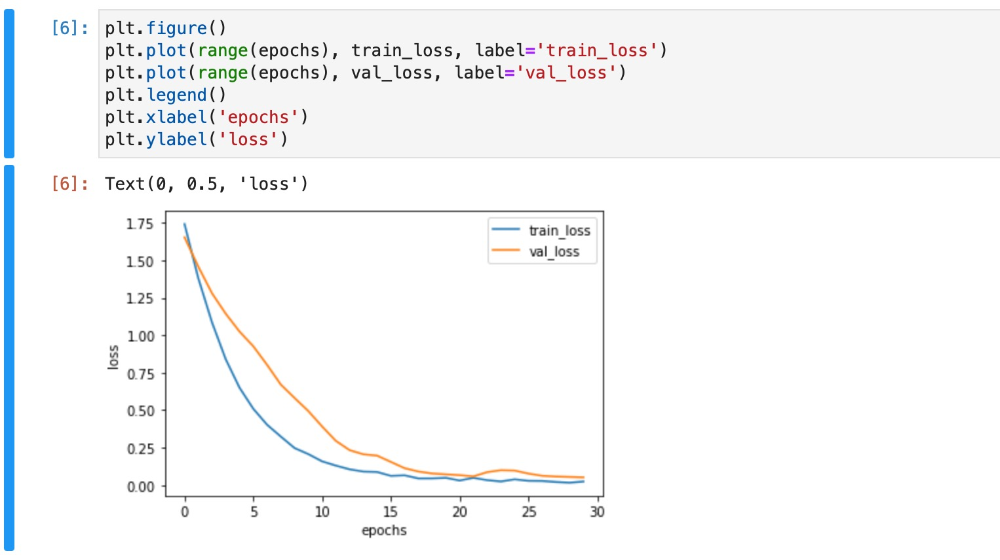 [6]: plt.figure()
plt.plot(range(epochs), train_loss, label='train_loss')
plt.plot(range(epochs), val_loss, label='val_loss')
plt.legend()
plt.xlabel('epochs')
plt.ylabel('loss')
[6]: Text(0, 0.5, 'loss')
train_loss
val_loss
1.75
1.50
1.25
1.00
0.75
0.50
0.25
0.00
loss
0 5 10 15 20 25 30
epochs